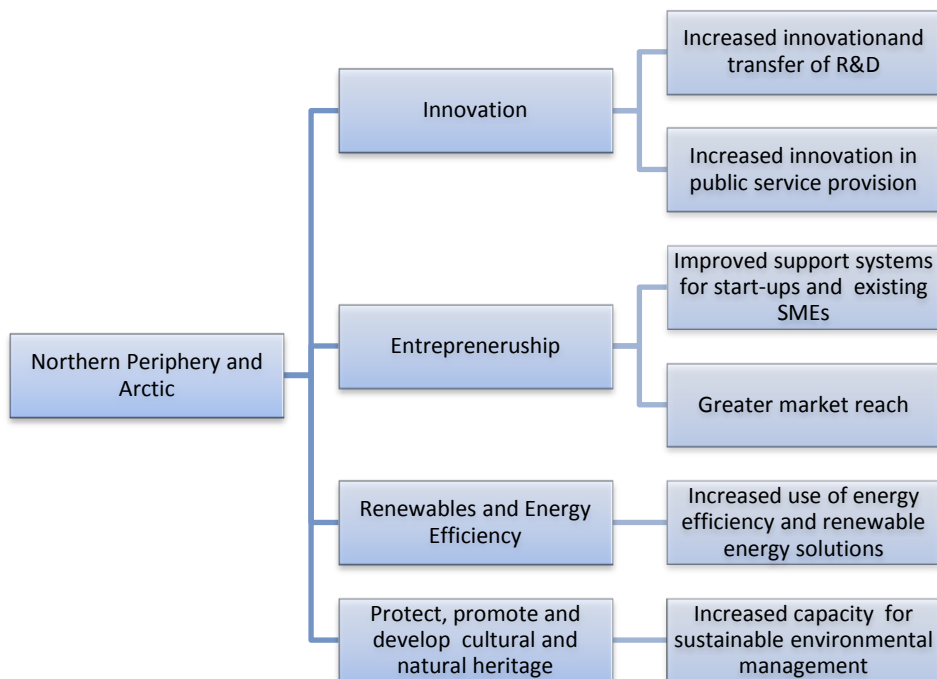 Northern Periphery and
Arctic
Innovation
Increased innovationand
transfer of R&D
Increased innovation in
public service provision
Entrepreneruship
Improved support systems
for start-ups and  existing
SMEs
Greater market reach
Renewables and Energy
Efficiency
Increased use of energy
efficiency and renewable
energy solutions
Protect, promote and
develop  cultural and
natural heritage
Increased capacity  for
sustainable environmental
management